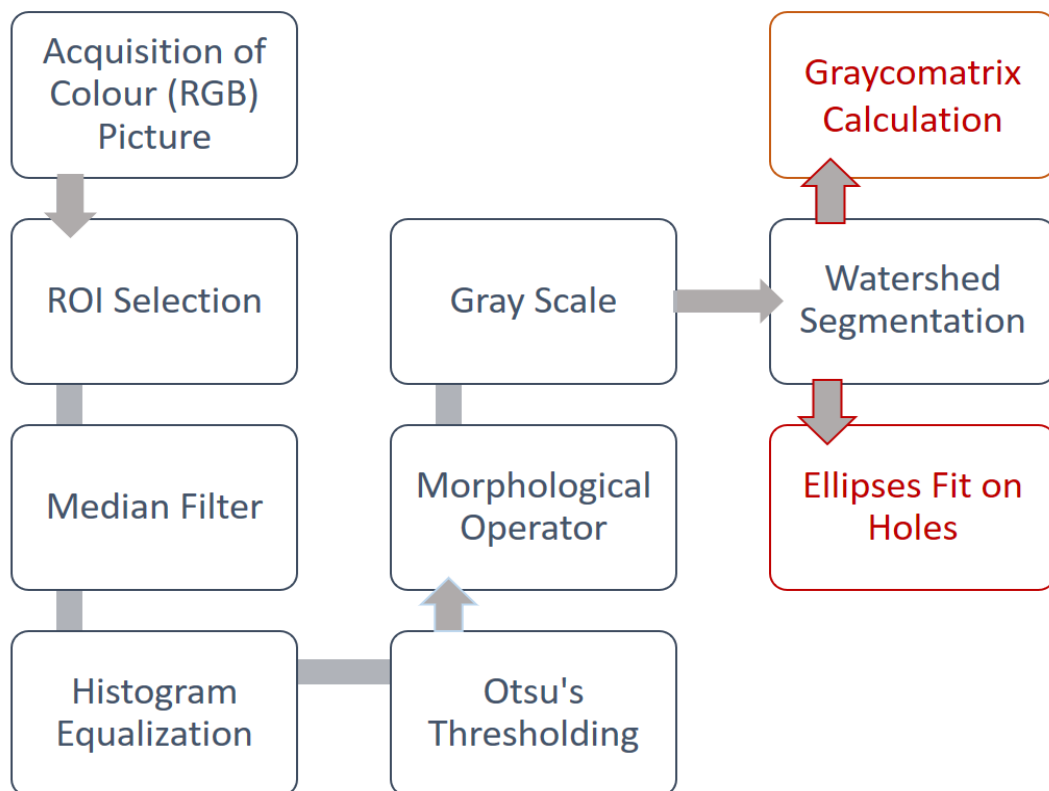 Acquisition of
Colour (RGB)
Picture
ROI Selection
Median Filter
Histogram
Equalization
Otsu's
Thresholding
Morphological
Operator
Gray Scale
Watershed
Segmentation
Graycomatrix
Calculation
Ellipses Fit on
Holes